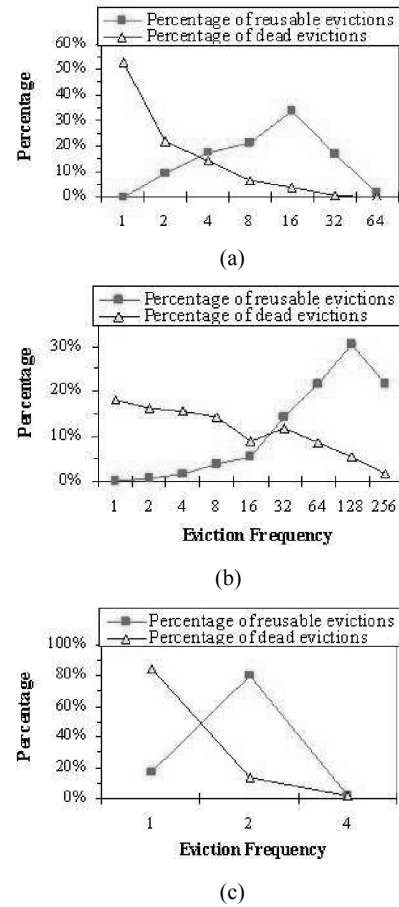 Percentage of reusable evictions
Percentage of dead evictions
60%
50%
40%
30%
20%
10%
0%
Percentage
1 2 4 8 16 32 64
(a)
Percentage of reusable evictions
Percentage of dead evictions
30%
20%
10%
0%
Percentage
1 2 4 8 16 32 64 128 256
Eviction Frequency
(b)
Percentage of reusable evictions
Percentage of dead evictions
100%
80%
60%
40%
20%
0%
Percentage
1 2 4
Eviction Frequency
(c)